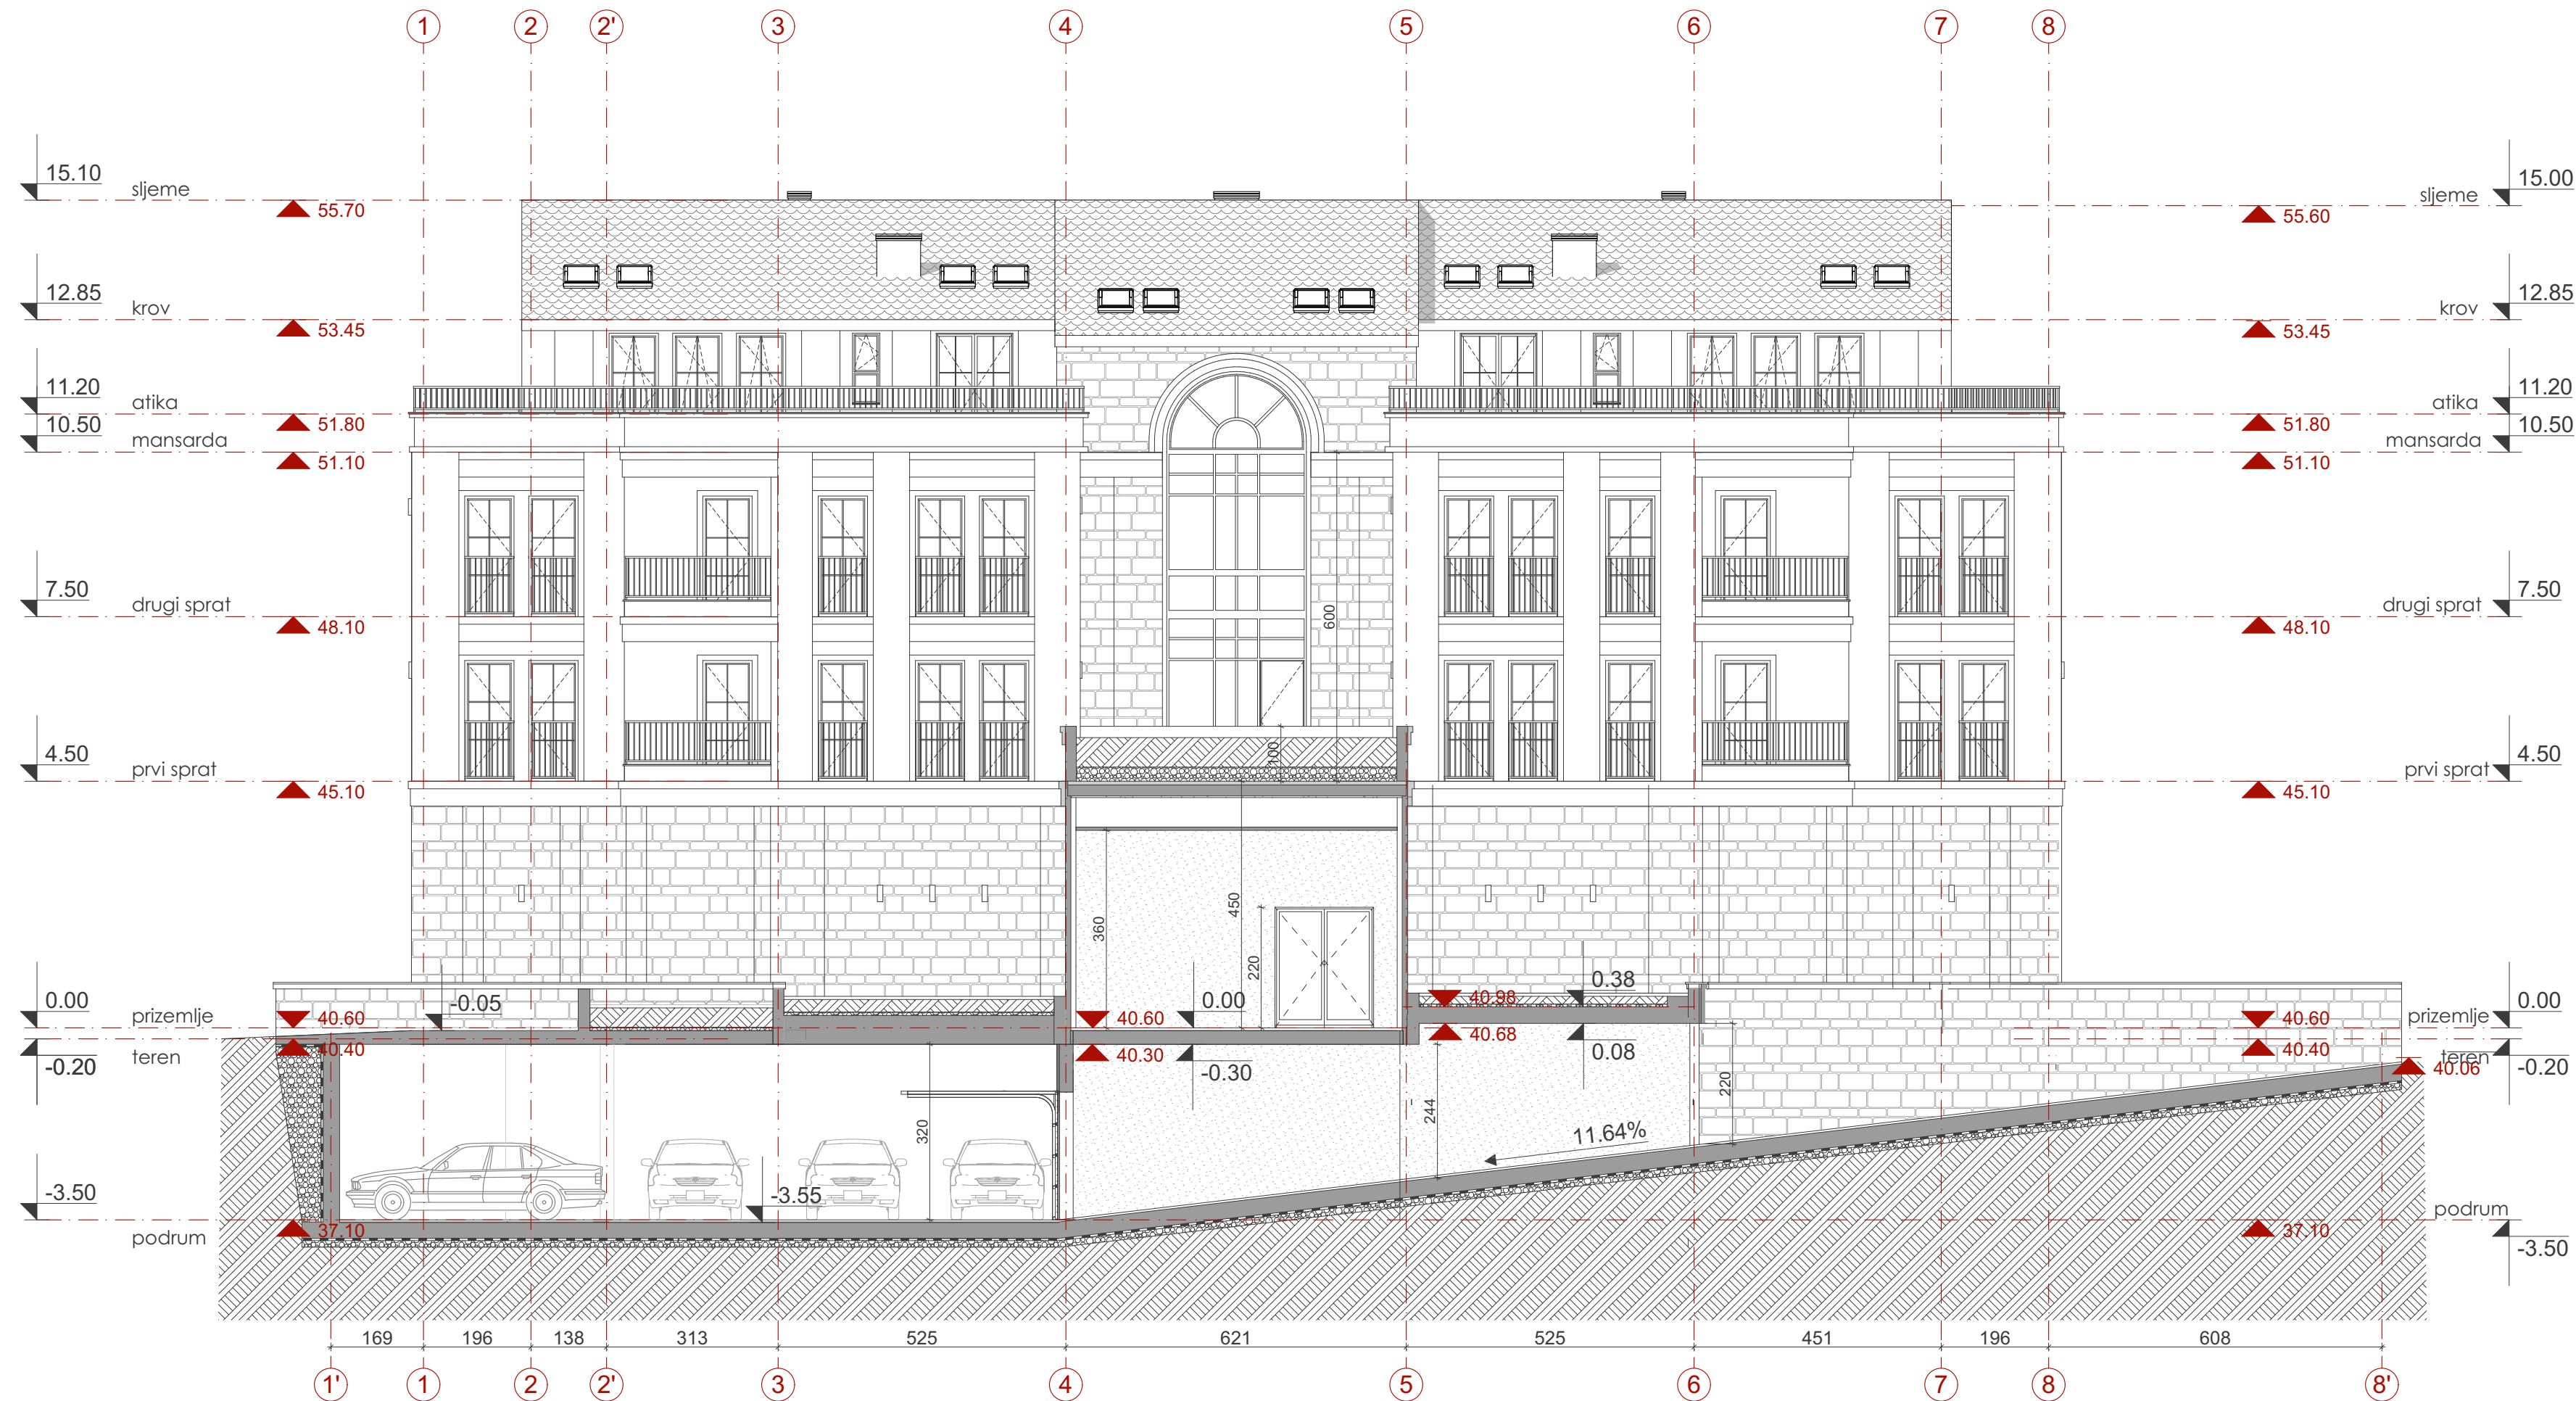 1 2 2' 3 4 5 6 7 8
15.10 sljeme 55.70
sljeme 15.00 55.60
12.85 krov 53.45
krov 12.85 53.45
11.20 atika 51.80
atika 11.20 51.80
10.50 mansarda 51.10
10.50 mansarda 51.10
7.50 drugi sprat 48.10
drugi sprat 7.50 48.10
600
4.50 prvi sprat 45.10
prvi sprat 4.50 45.10
100
360 450 220
0.00 prizemlje 40.60
-0.05
40.60 0.00
40.98 0.38
prizemlje 0.00 40.60
teren 40.40
-0.20
40.30 -0.30
40.68 0.08
40.40
teren 40.06 -0.20
320 244 220
11.64%
-3.50
-3.55
podrum 37.10
podrum 37.10
-3.50
169 196 138 313 525 621 525 451 196 608
1' 1 2 2' 3 4 5 6 7 8 8'